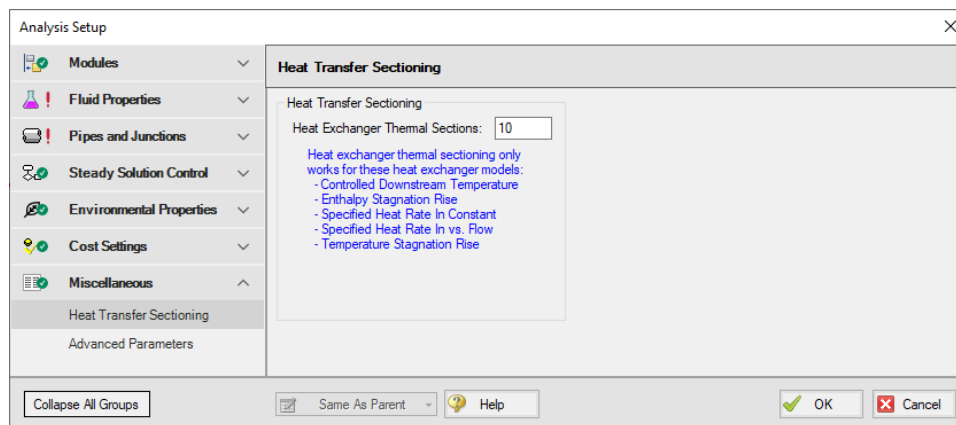 Analysis Setup
Modules
Fluid Properties
Pipes and Junctions
Steady Solution Control
Environmental Properties
Cost Settings
Miscellaneous
Heat Transfer Sectioning
Advanced Parameters
Heat Transfer Sectioning
Heat Transfer Sectioning
Heat Exchanger Thermal Sections: 10
Heat exchanger thermal sectioning only
works for these heat exchanger models:
- Controlled Downstream Temperature
- Enthalpy Stagnation Rise
- Specified Heat Rate In Constant
- Specified Heat Rate In vs. Flow
- Temperature Stagnation Rise
Collapse All Groups
Same As Parent
Help
OK
Cancel